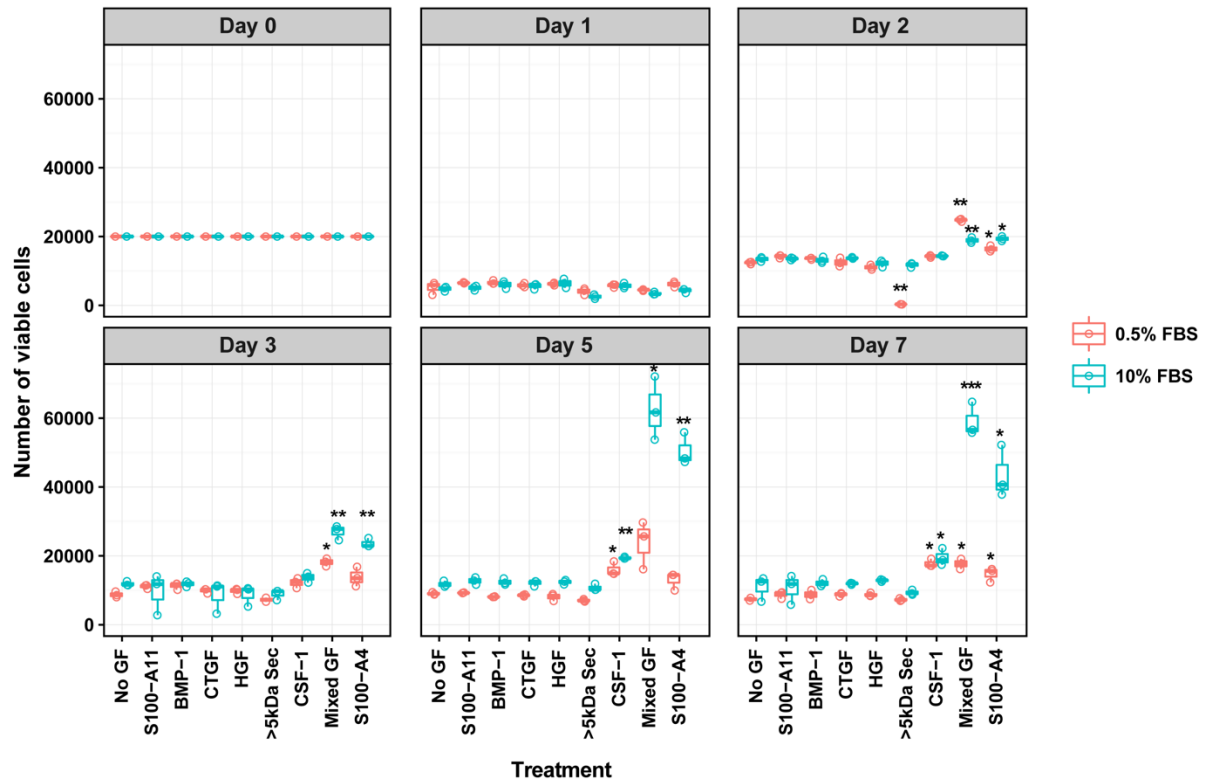 Day 0
Day 1
Day 2
60000
40000
20000
0
** ** * *
**
Day 3
Day 5
Day 7
60000
40000
20000
0
* ** **
* ** * **
* * * *** * *
Number of viable cells
No GF
S100−A11
BMP−1
CTGF
HGF
>5kDa Sec
CSF−1
Mixed GF
S100−A4
No GF
S100−A11
BMP−1
CTGF
HGF
>5kDa Sec
CSF−1
Mixed GF
S100−A4
No GF
S100−A11
BMP−1
CTGF
HGF
>5kDa Sec
CSF−1
Mixed GF
S100−A4
Treatment
0.5% FBS
10% FBS